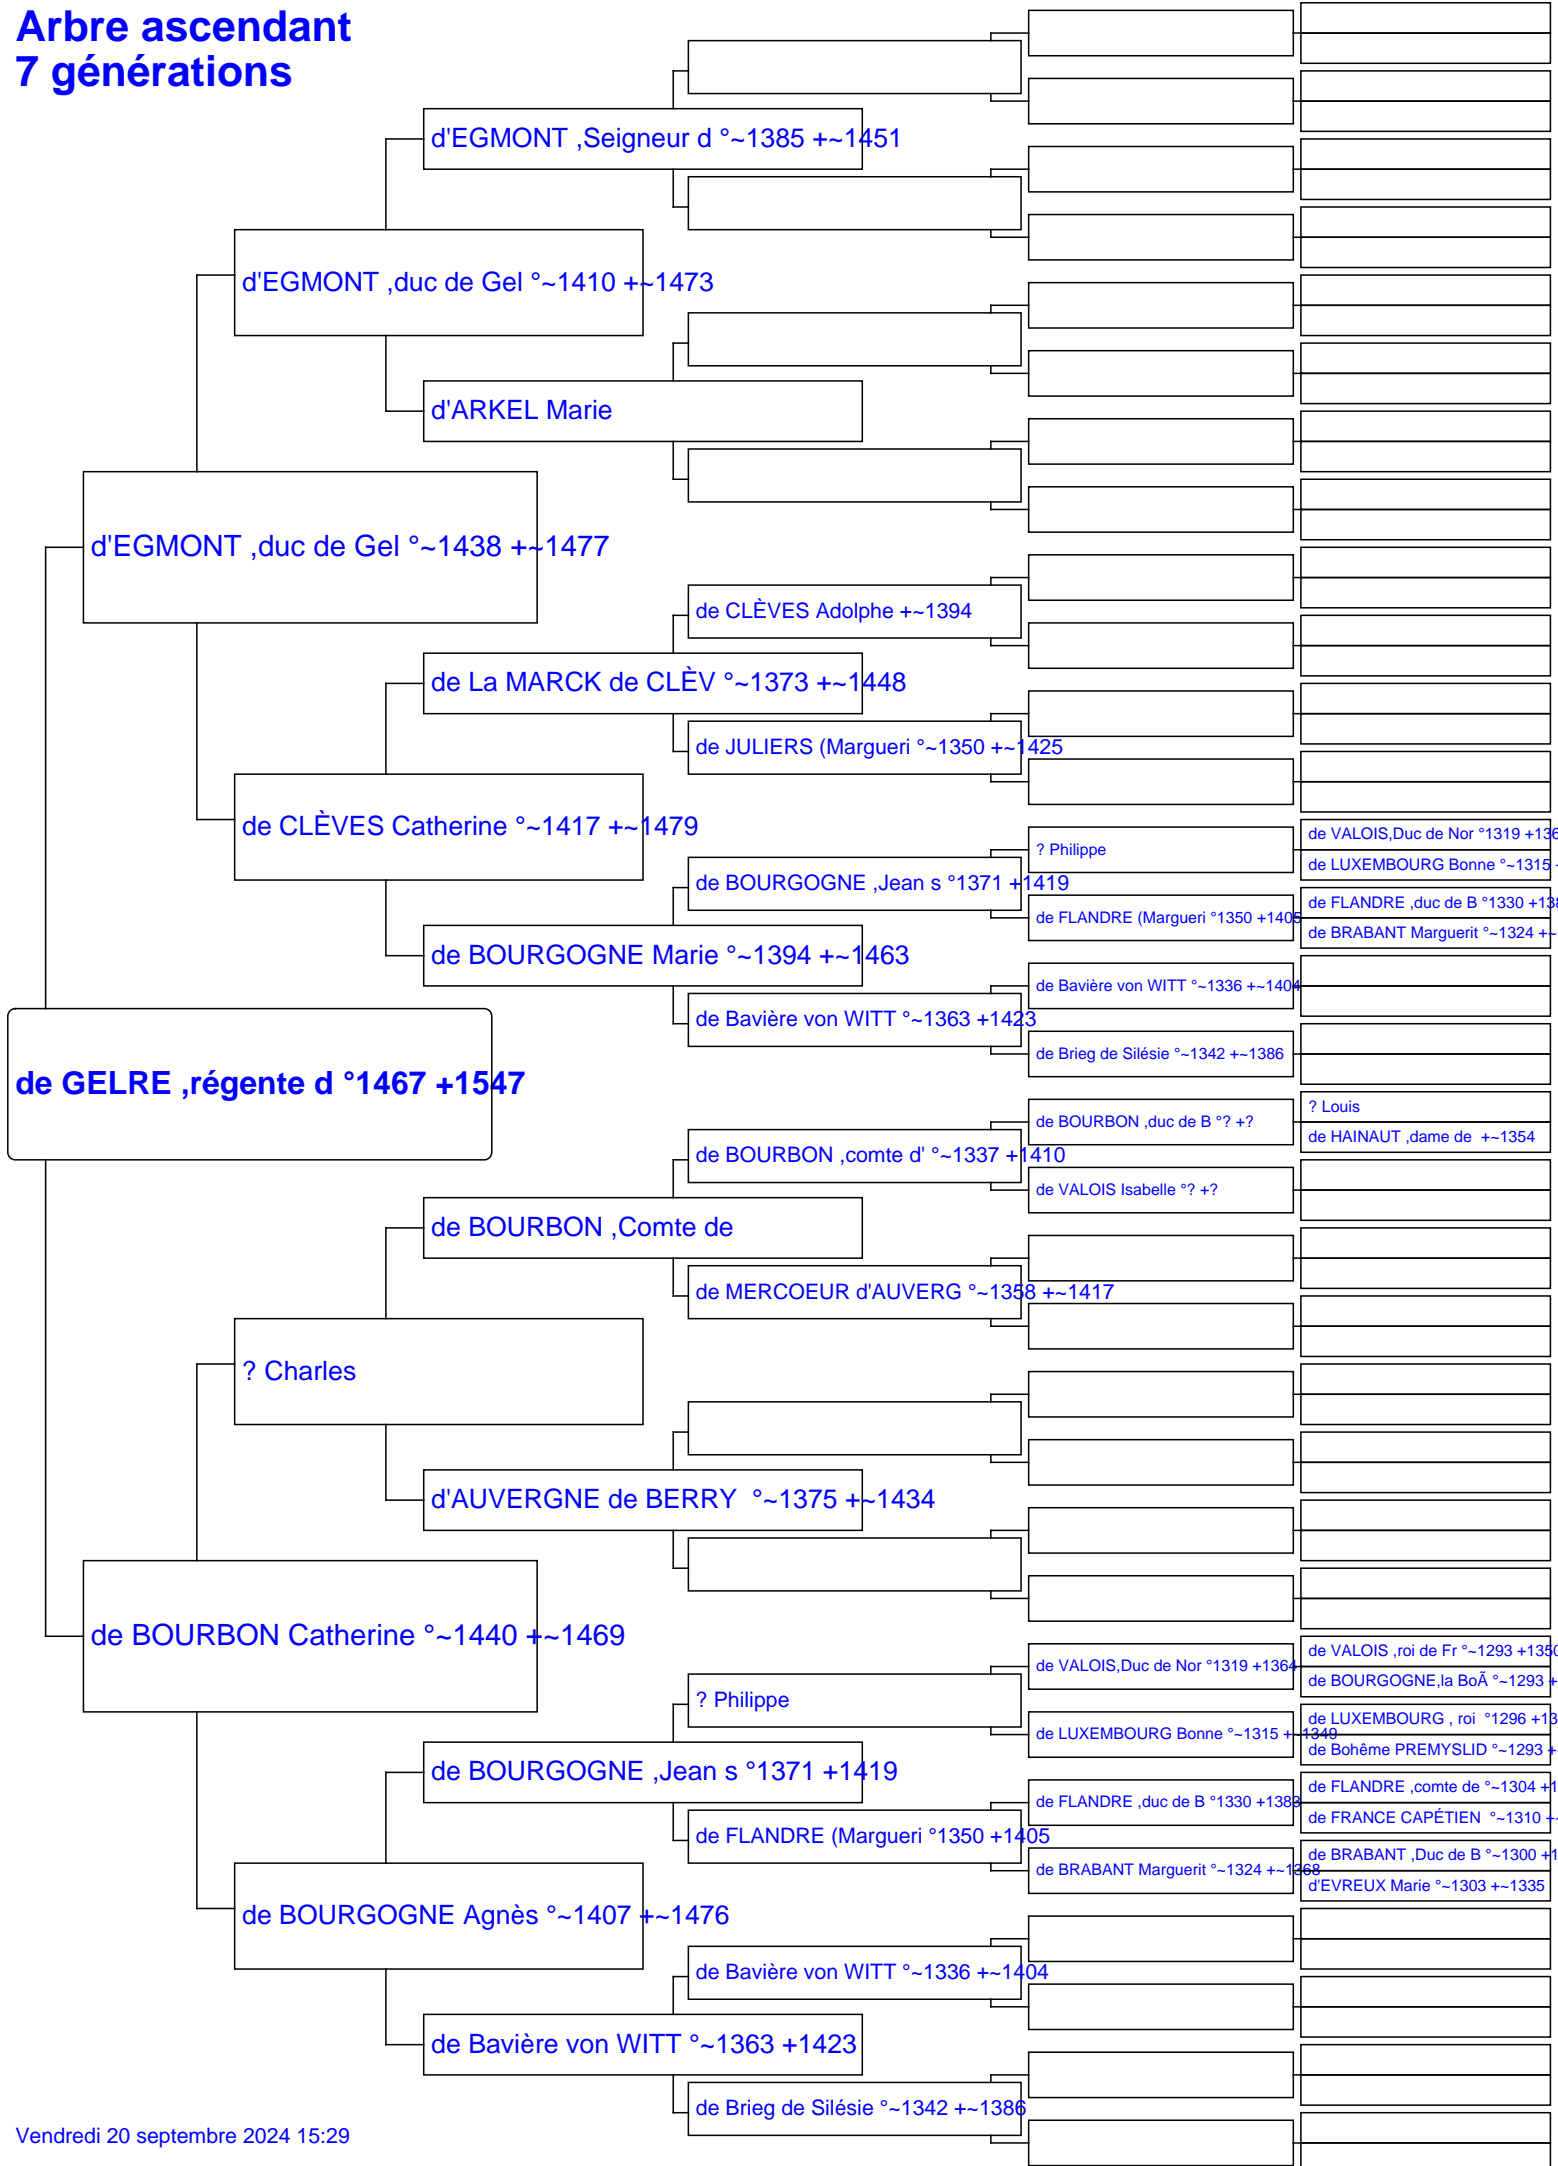 Arbre ascendant
7 générations
d'EGMONT ,Seigneur d °~1385 +~1451
d'EGMONT ,duc de Gel °~1410 +~1473
d'ARKEL Marie
d'EGMONT ,duc de Gel °~1438 +~1477
de CLÈVES Adolphe +~1394
de La MARCK de CLÈV °~1373 +~1448
de JULIERS (Margueri °~1350 +~1425
de CLÈVES Catherine °~1417 +~1479
de VALOIS,Duc de Nor °1319 +136
? Philippe
de LUXEMBOURG Bonne °~1315 +
de BOURGOGNE ,Jean s °1371 +1419
de FLANDRE ,duc de B °1330 +138
de FLANDRE (Margueri °1350 +1405
de BRABANT Marguerit °~1324 +~
de BOURGOGNE Marie °~1394 +~1463
de Bavière von WITT °~1336 +~1404
de Bavière von WITT °~1363 +1423
de Brieg de Silésie °~1342 +~1386
de GELRE ,régente d °1467 +1547
? Louis
de BOURBON ,duc de B °? +?
de HAINAUT ,dame de  +~1354
de BOURBON ,comte d' °~1337 +1410
de VALOIS Isabelle °? +?
de BOURBON ,Comte de
de MERCOEUR d'AUVERG °~1358 +~1417
? Charles
d'AUVERGNE de BERRY  °~1375 +~1434
de BOURBON Catherine °~1440 +~1469
de VALOIS ,roi de Fr °~1293 +1350
de VALOIS,Duc de Nor °1319 +1364
de BOURGOGNE,la BoÃ °~1293 +
? Philippe
de LUXEMBOURG , roi  °1296 +13
de LUXEMBOURG Bonne °~1315 +~1349
de Bohême PREMYSLID °~1293 +
de BOURGOGNE ,Jean s °1371 +1419
de FLANDRE ,comte de °~1304 +1
de FLANDRE ,duc de B °1330 +1383
de FRANCE CAPÉTIEN  °~1310 +~
de FLANDRE (Margueri °1350 +1405
de BRABANT ,Duc de B °~1300 +1
de BRABANT Marguerit °~1324 +~1368
d'EVREUX Marie °~1303 +~1335
de BOURGOGNE Agnès °~1407 +~1476
de Bavière von WITT °~1336 +~1404
de Bavière von WITT °~1363 +1423
de Brieg de Silésie °~1342 +~1386
Vendredi 20 septembre 2024 15:29